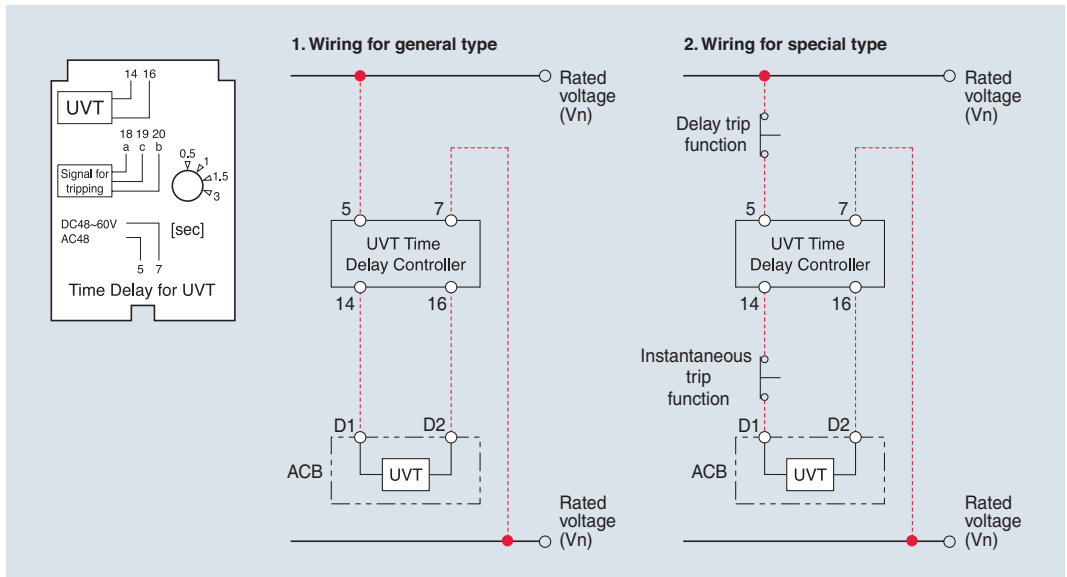 14 16
UVT
18 19 20
a c b
Signal for
tripping
0.5
1
1.5
3
DC48~60V
AC48
[sec]
5 7
Time Delay for UVT
1. Wiring for general type
Rated
voltage
(Vn)
5 7
UVT Time
Delay Controller
14 16
D1 D2
ACB
UVT
Rated
voltage
(Vn)
2. Wiring for special type
Rated
voltage
(Vn)
Delay trip
function
5 7
UVT Time
Delay Controller
14 16
Instantaneous
trip
function
D1 D2
ACB
UVT
Rated
voltage
(Vn)